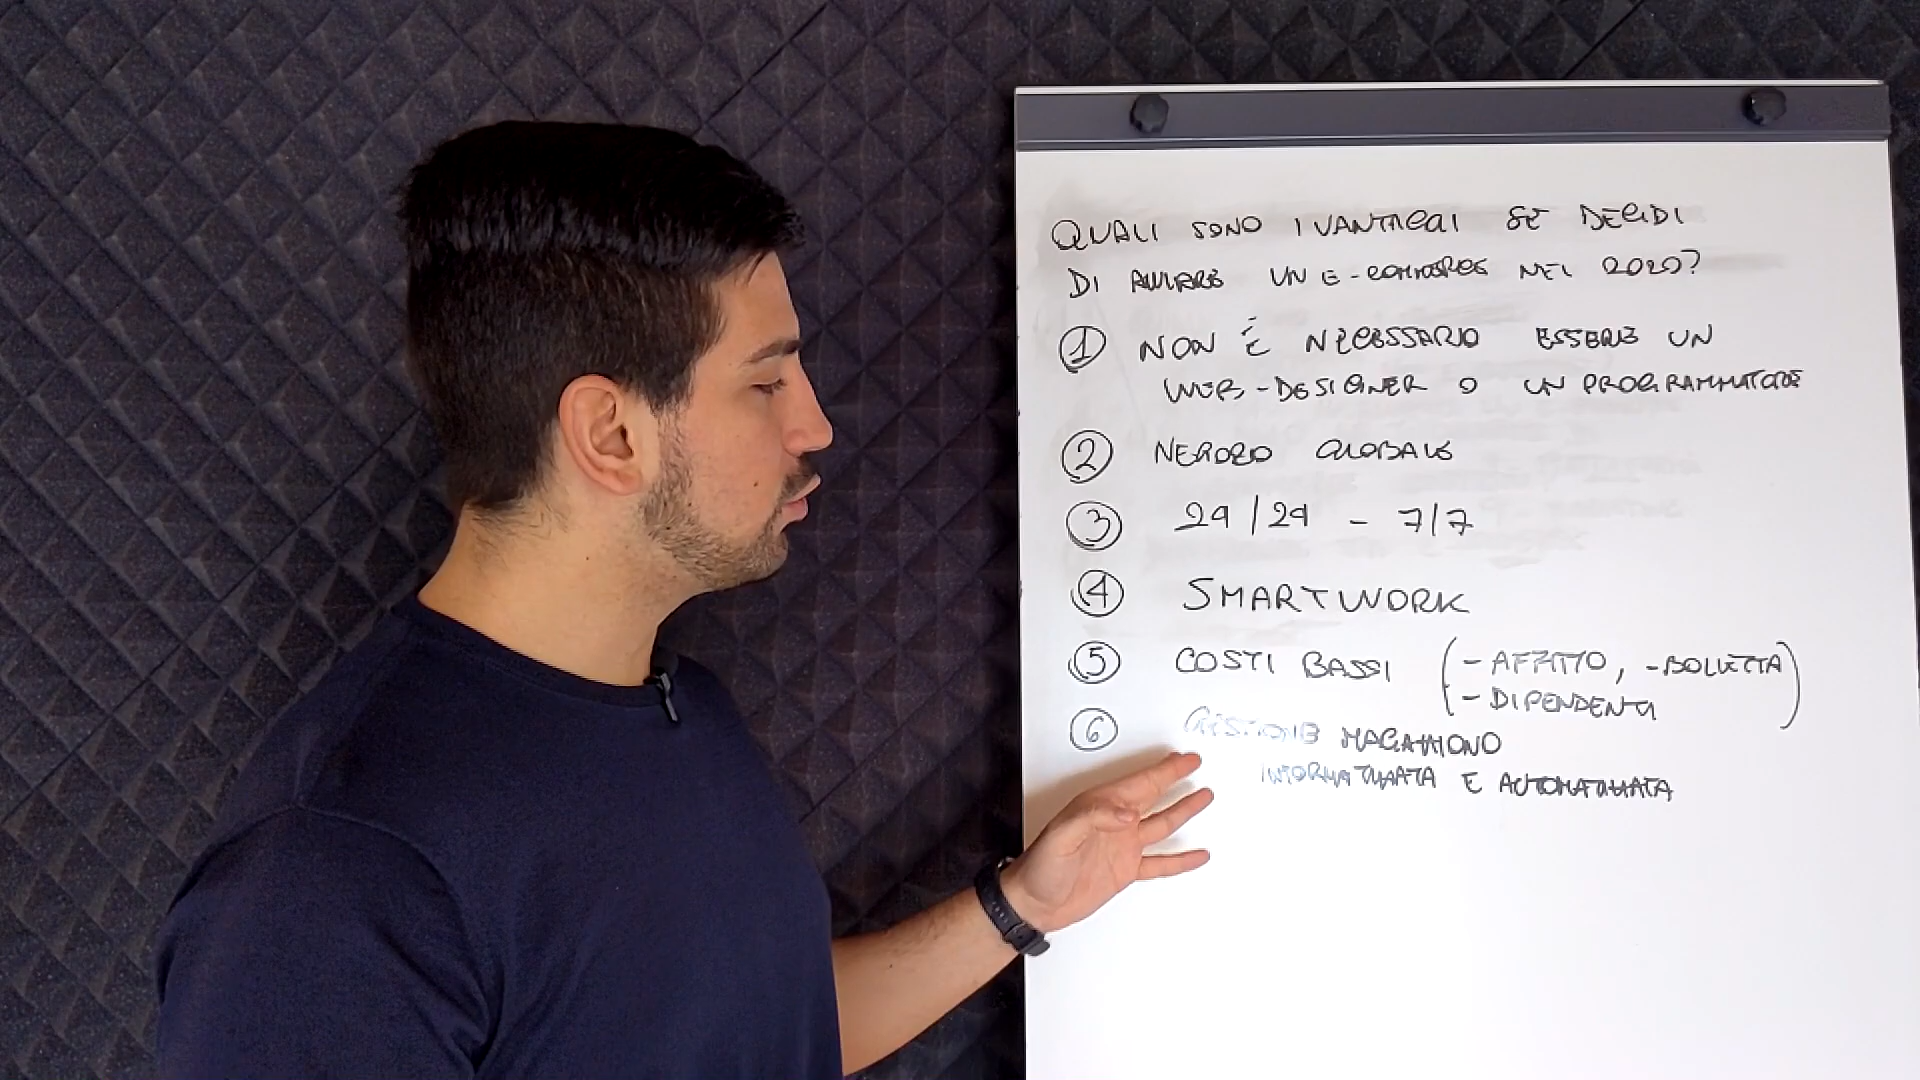 QUALI SONO I VANTAGGI SE DECIDI
DI AVVIARE UN E-COMMERCE NEL 2020?
1 NON È NECESSARIO ESSERE UN
WEB-DESIGNER O UN PROGRAMMATORE
2 NEGOZIO GLOBALE
3 24/24 - 7/7
4 SMARTWORK
5 COSTI BASSI (- AFFITTO, - BOLLETTA
- DIPENDENTI)
6 GESTIONE MAGAZZINO
INFORMATIZZATA E AUTOMATIZZATA